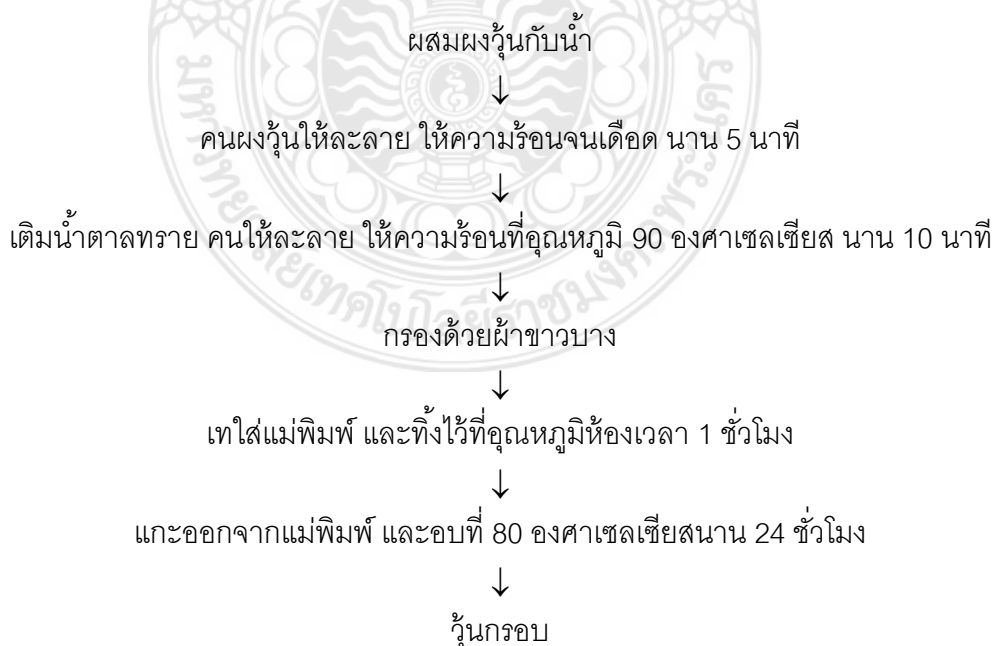 ผสมผงวุ้นกับน้ำ
↓
คนผงวุ้นให้ละลาย ให้ความร้อนจนเดือด นาน 5 นาที
↓
เติมน้ำตาลทราย คนให้ละลาย ให้ความร้อนที่อุณหภูมิ 90 องศาเซลเซียส นาน 10 นาที
↓
กรองด้วยผ้าขาวบาง
↓
เทใส่แม่พิมพ์ และทิ้งไว้ที่อุณหภูมิห้องเวลา 1 ชั่วโมง
↓
แกะออกจากแม่พิมพ์ และอบที่ 80 องศาเซลเซียสนาน 24 ชั่วโมง
↓
วุ้นกรอบ